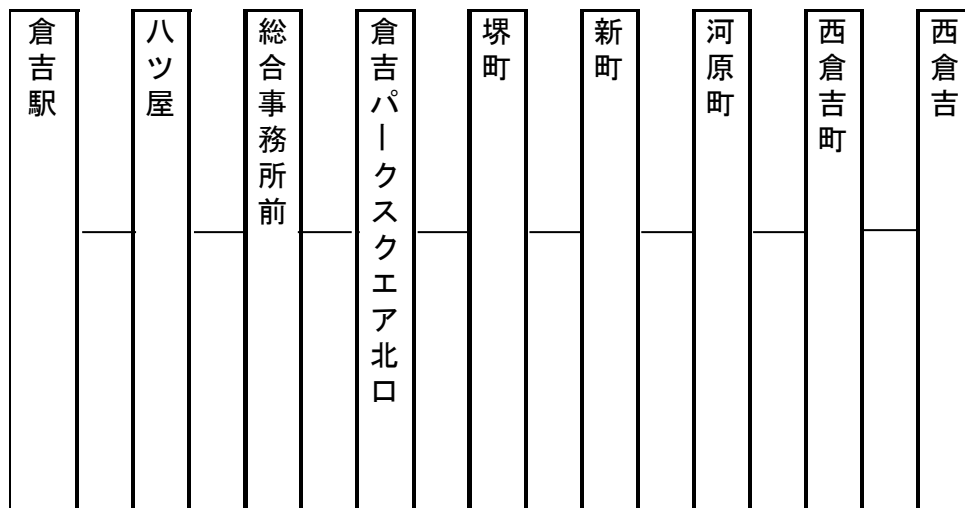 倉吉駅
八ツ屋
総合事務所前
倉吉パークスクエア北口
堺町
新町
河原町
西倉吉町
西倉吉